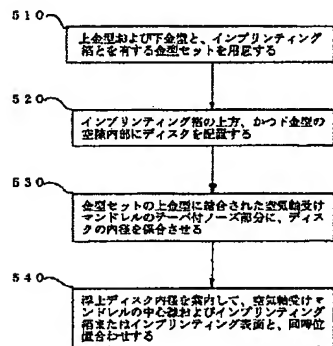 510
上金型および下金型と、インプリンティング
箔とを有する金型セットを用意する
520
インプリンティング箔の上方、かつ下金型の
空隙内部にディスクを配置する
530
金型セットの上金型に結合された空気軸受け
マンドレルのテーパ付ノーズ部分に、ディス
クの内径を係合させる
540
浮上ディスク内径を案内して、空気軸受けマ
ンドレルの中心線およびインプリンティング
箔またはインプリンティング表面と、同時位
置合わせする